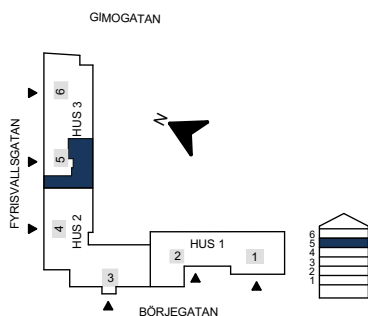 GIMOGATAN
FYRISVALLSGATAN
6
HUS 3
5
4
HUS 2
3
N
HUS 1
2
1
BÖRJEGATAN
6
5
4
3
2
1